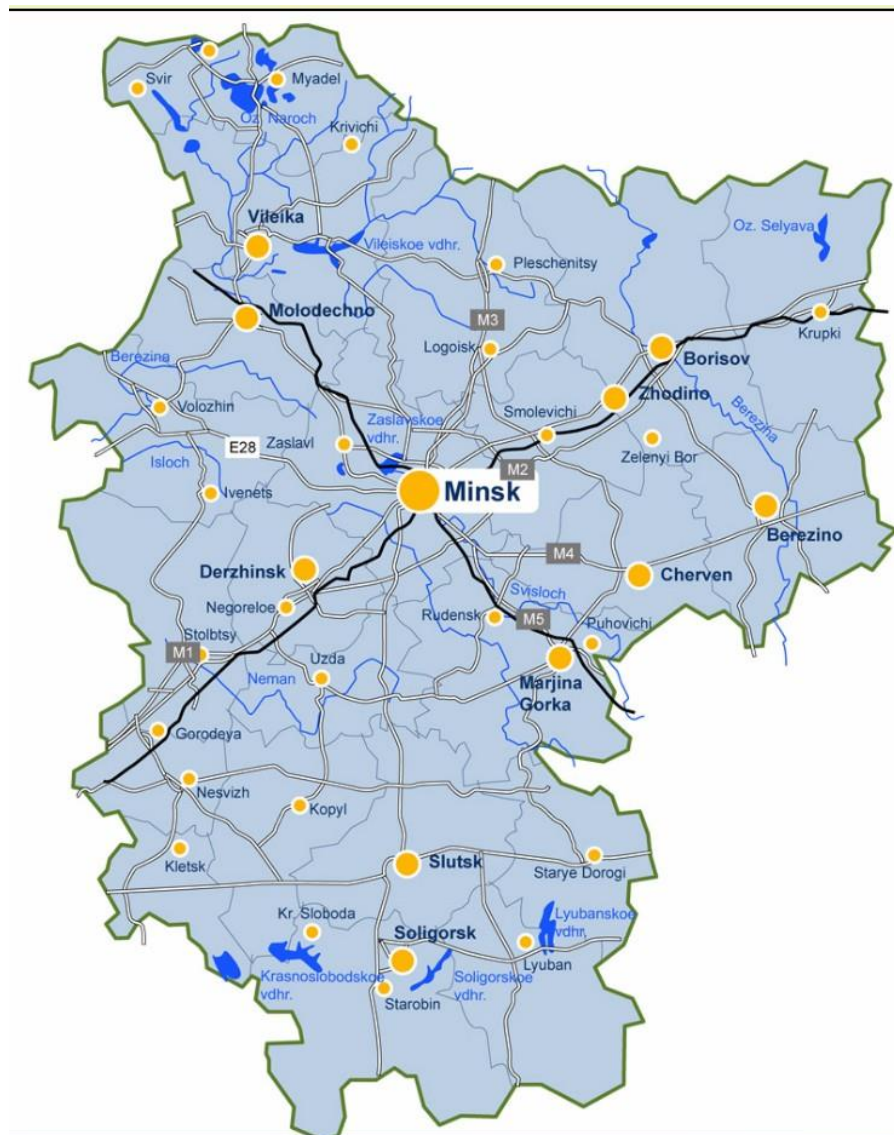 Svir
Myadel
Oz. Naroch
Krivichi
Vileika
Vileiskoe vdhr.
Oz. Selyava
Pleschenitsy
Molodechno
M3
Krupki
Logoisk
Borisov
Berezina
Zhodino
Volozhin
Smolevichi
Berezina
Zaslavskoe
vdhr.
E28
Zaslavl
Zelenyi Bor
Isloch
M2
Ivenets
Minsk
Berezino
M4
Derzhinsk
Cherven
Svisloch
Negoreloe
Rudensk
M5
Puhovichi
Stolbtsy
M1
Uzda
Neman
Marjina
Gorka
Gorodeya
Nesvizh
Kopyl
Kletsk
Slutsk
Starye Dorogi
Kr. Sloboda
Lyubanskoe
vdhr.
Soligorsk
Lyuban
Krasnoslobodskoe
vdhr.
Soligorskoe
vdhr.
Starobin